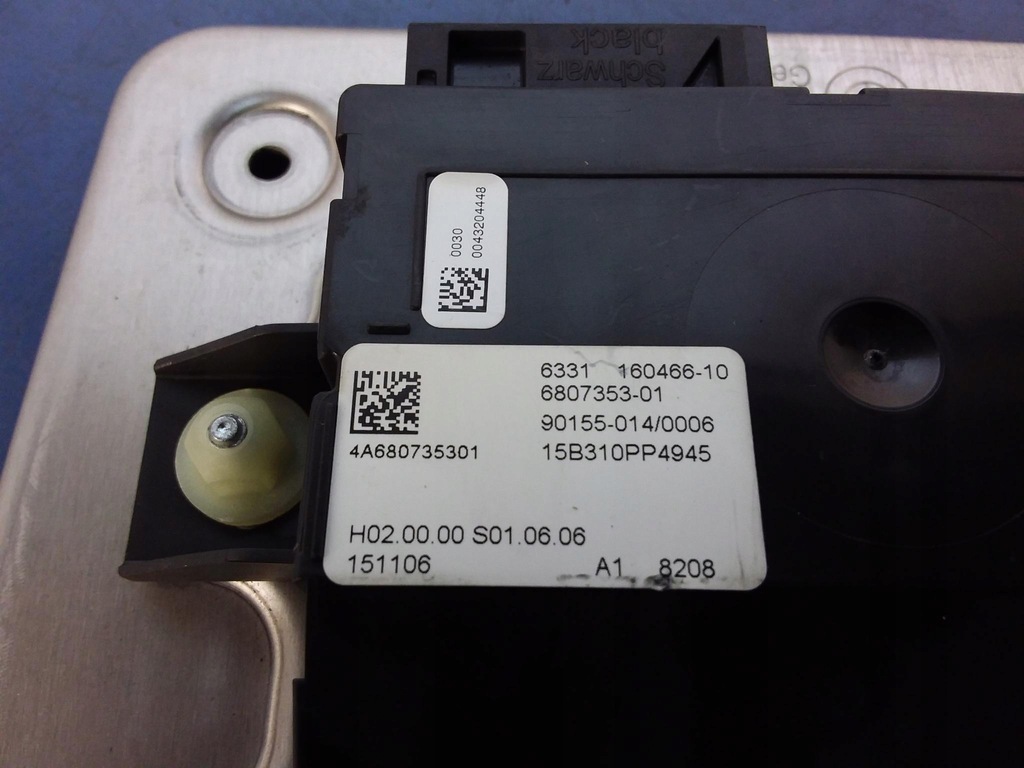 Schwarz
black
Ge
0030
0043204448
6331 160466-10
6807353-01
90155-014/0006
4A680735301
15B310PP4945
H02.00.00 S01.06.06
151106 A1 8208